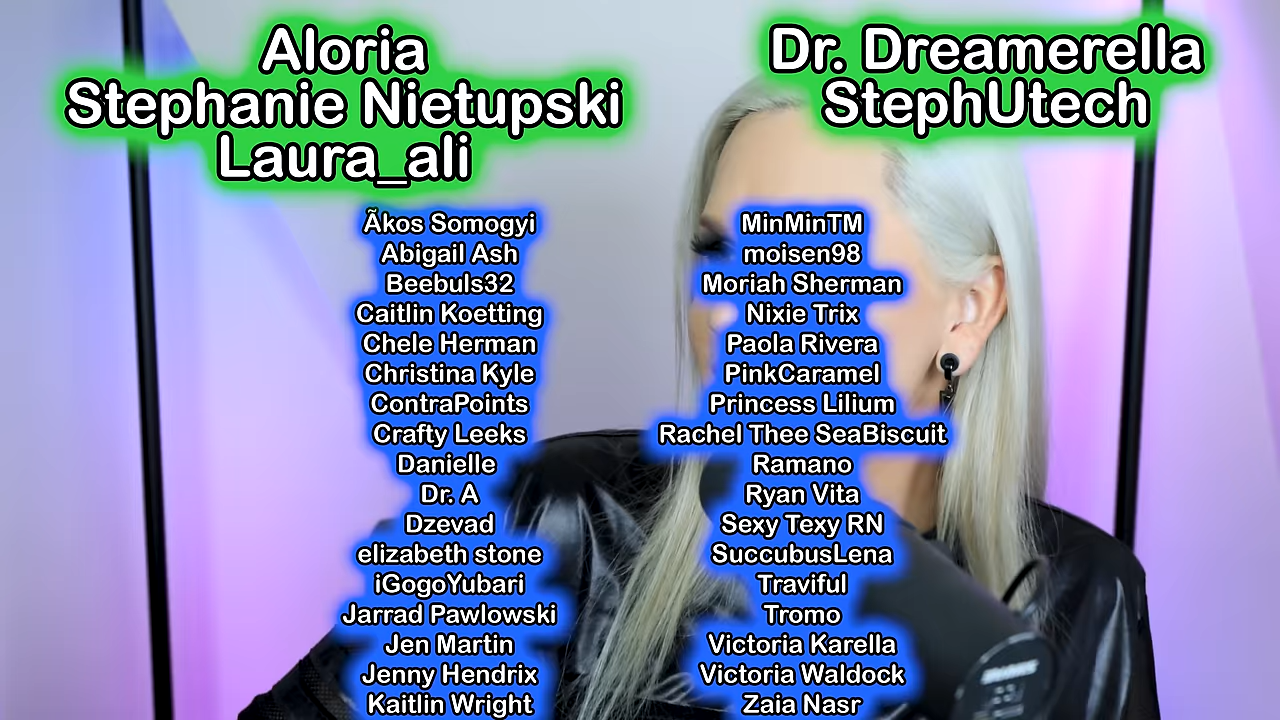 Aloria
Stephanie Nietupski
Laura_ali
Dr. Dreamerella
StephUtech
Ãkos Somogyi
Abigail Ash
Beebuls32
Caitlin Koetting
Chele Herman
Christina Kyle
ContraPoints
Crafty Leeks
Danielle
Dr. A
Dzevad
elizabeth stone
iGogoYubari
Jarrad Pawlowski
Jen Martin
Jenny Hendrix
Kaitlin Wright
MinMinTM
moisen98
Moriah Sherman
Nixie Trix
Paola Rivera
PinkCaramel
Princess Lilium
Rachel Thee SeaBiscuit
Ramano
Ryan Vita
Sexy Texy RN
SuccubusLena
Traviful
Tromo
Victoria Karella
Victoria Waldock
Zaia Nasr